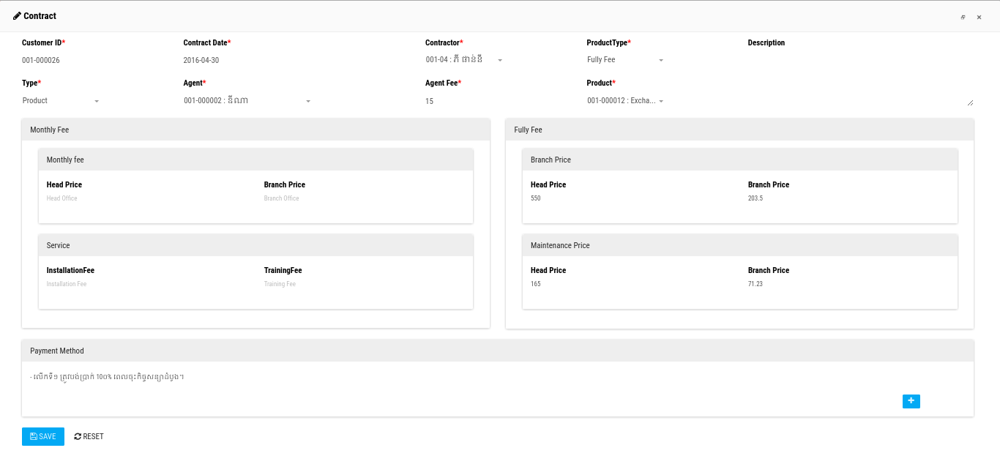 Contract
Customer ID* Contract Date* Contractor* ProductType* Description
001-000026 2016-04-30 001-04 : ភី ផាន់នី Fully Fee
Type* Agent* Agent Fee* Product*
Product 001-000002 : ឌីណា 15 001-000012 : Excha...
Monthly Fee
Monthly fee
Head Price Branch Price
Head Office Branch Office
Service
InstallationFee TrainingFee
Installation Fee Training Fee
Fully Fee
Branch Price
Head Price Branch Price
550 203.5
Maintenance Price
Head Price Branch Price
165 71.23
Payment Method
- លើកទី១ ត្រូវបង់ប្រាក់ 100% ពេលចុះកិច្ចសន្យាដំបូង។
SAVE RESET